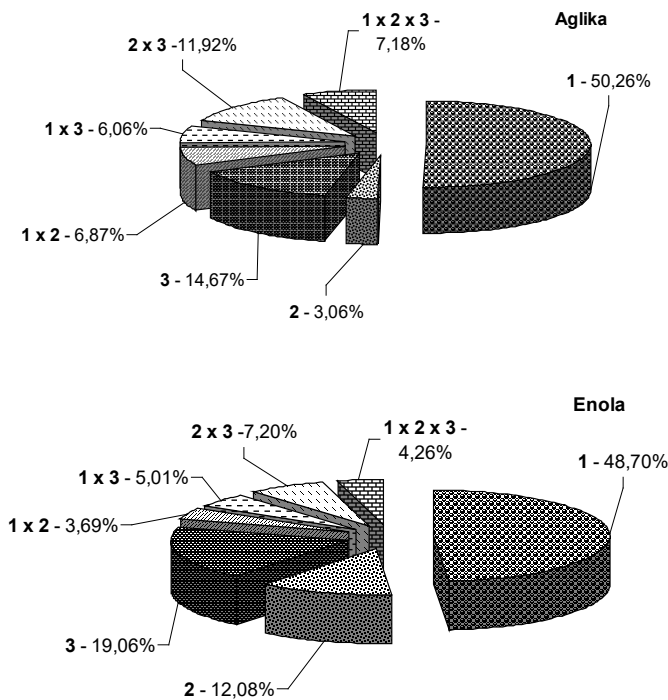 Aglika
1 x 2 x 3 -
7,18%
2 x 3 -11,92%
1 - 50,26%
1 x 3 - 6,06%
1 x 2 - 6,87%
3 - 14,67%
2 - 3,06%
Enola
1 x 2 x 3 -
4,26%
2 x 3 -7,20%
1 - 48,70%
1 x 3 - 5,01%
1 x 2 - 3,69%
3 - 19,06%
2 - 12,08%